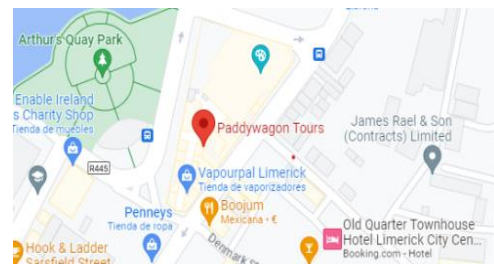 Arthur's Quay Park
Enable Ireland
s Charity Shop
Tienda de muebles
R445
Paddywagon Tours
James Rael & Son
(Contracts) Limited
Vapourpal Limerick
Tienda de vaporizadores
Penneys
Tienda de ropa
Boojum
Mexicana • €
Denmark S
Old Quarter Townhouse
Hotel Limerick City Cen...
Booking.com - Hotel
Hook & Ladder
Sarsfield Street